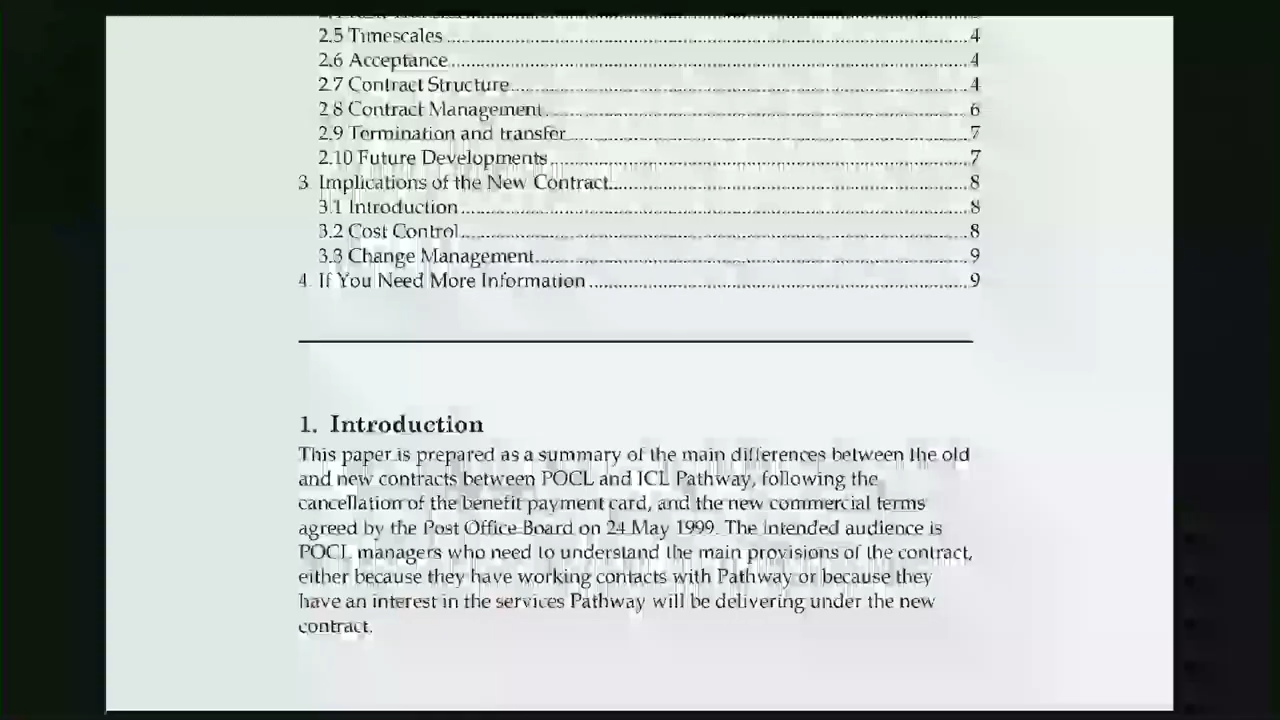 2.5 Timescales 4
2.6 Acceptance 4
2.7 Contract Structure 4
2.8 Contract Management 6
2.9 Termination and transfer 7
2.10 Future Developments 7
3. Implications of the New Contract 8
3.1 Introduction 8
3.2 Cost Control 8
3.3 Change Management 9
4. If You Need More Information 9
1. Introduction
This paper is prepared as a summary of the main differences between the old
and new contracts between POCL and ICL Pathway, following the
cancellation of the benefit payment card, and the new commercial terms
agreed by the Post Office Board on 24 May 1999. The intended audience is
POCL managers who need to understand the main provisions of the contract,
either because they have working contacts with Pathway or because they
have an interest in the services Pathway will be delivering under the new
contract.